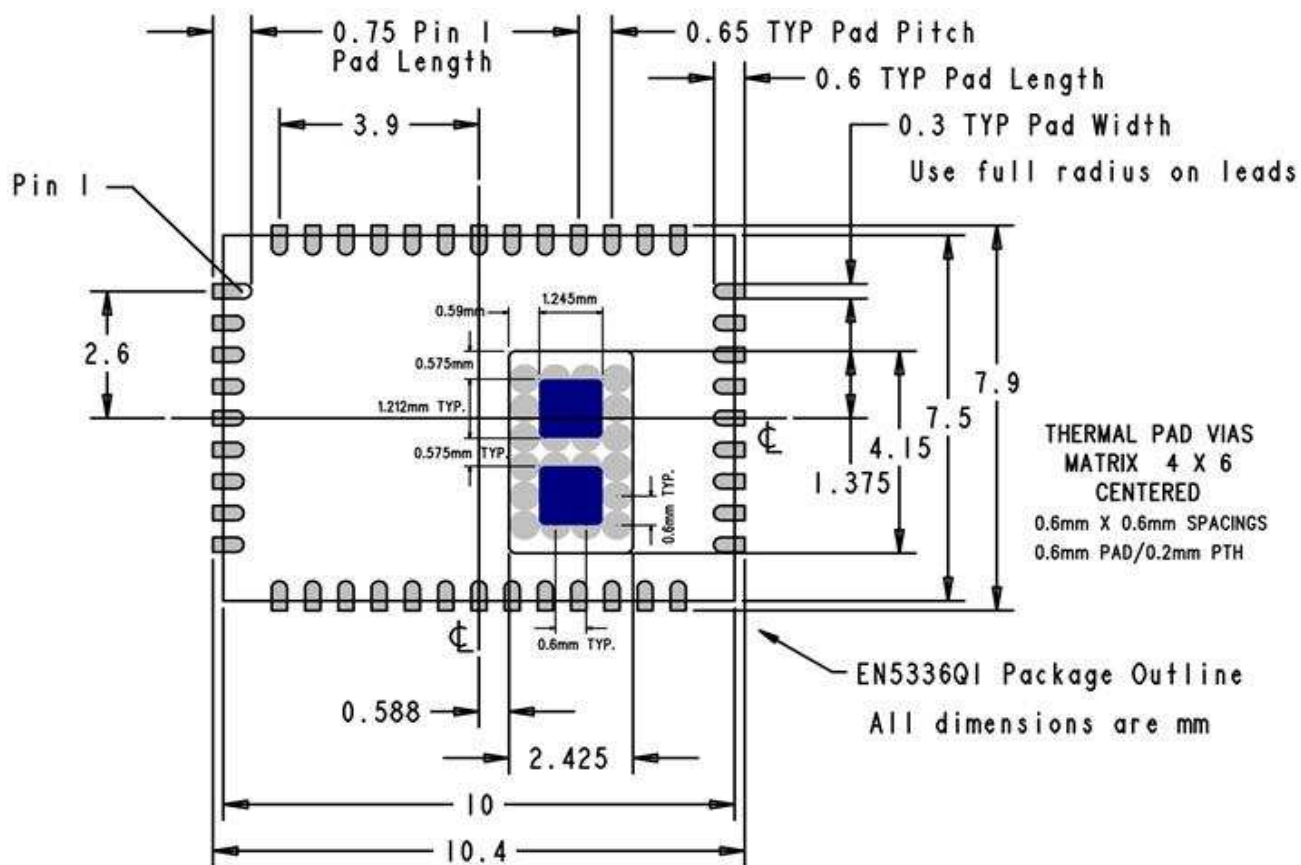 0.75 Pin 1
Pad Length
0.65 TYP Pad Pitch
0.6 TYP Pad Length
3.9
0.3 TYP Pad Width
Use full radius on leads
Pin 1
1.245mm
0.59mm
2.6
0.575mm
1.212mm TYP.
0.575mm TYP.
0.6mm TYP.
7.9
7.5
4.15
1.375
THERMAL PAD VIAS
MATRIX 4 X 6
CENTERED
0.6mm X 0.6mm SPACINGS
0.6mm PAD/0.2mm PTH
0.6mm TYP.
EN5336QI Package Outline
All dimensions are mm
0.588
2.425
10
10.4